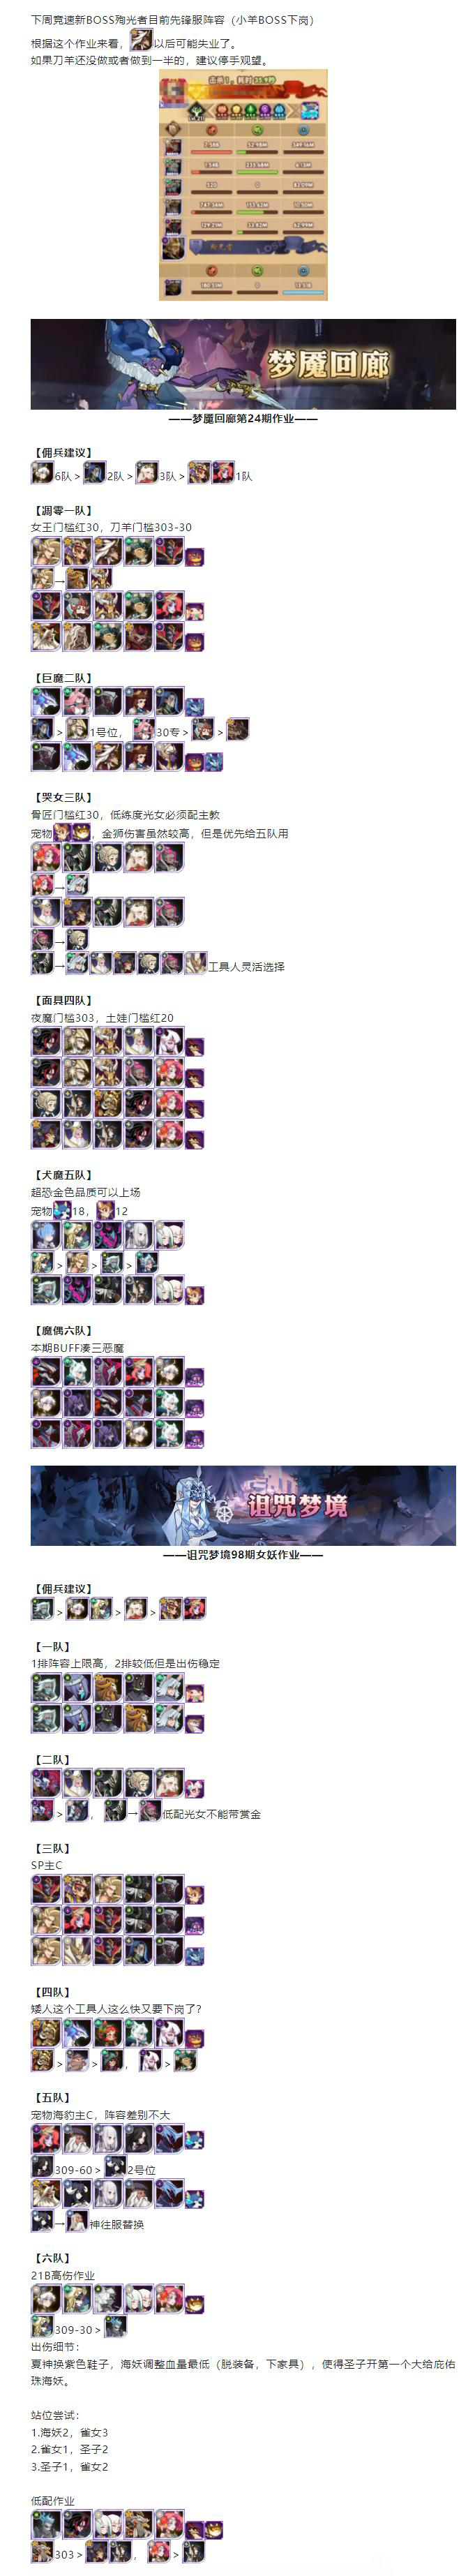 下周竞速新BOSS殉光者目前先锋服阵容（小羊BOSS下岗）
根据这个作业来看，以后可能失业了。
如果刀羊还没做或者做到一半的，建议停手观望。
梦魇回廊
——梦魇回廊第24期作业——
【佣兵建议】
6队 > 2队 > 3队 > 1队
【凋零一队】
女王门槛红30，刀羊门槛303-30
→
【巨魔二队】
> 1号位， 30专 > >
【哭女三队】
骨匠门槛红30，低练度光女必须配主教
宠物，金狮伤害虽然较高，但是优先给五队用
→
→
→ 工具人灵活选择
【面具四队】
夜魔门槛303，土娃门槛红20
【犬魔五队】
超恐金色品质可以上场
宠物18，12
> > >
【魔偶六队】
本期BUFF凑三恶魔
诅咒梦境
——诅咒梦境98期女妖作业——
【佣兵建议】
> > >
【一队】
1排阵容上限高，2排较低但是出伤稳定
【二队】
> ， → 低配光女不能带赏金
【三队】
SP主C
【四队】
矮人这个工具人这么快又要下岗了？
> > ， >
【五队】
宠物海豹主C，阵容差别不大
309-60 > 2号位
→ 神往服替换
【六队】
21B高伤作业
309-30 >
出伤细节：
夏神换紫色鞋子，海妖调整血量最低（脱装备，下家具），使得圣子开第一个大给庇佑
珠海妖。
站位尝试：
1.海妖2，雀女3
2.雀女1，圣子2
3.圣子1，雀女2
低配作业
303 > ， >